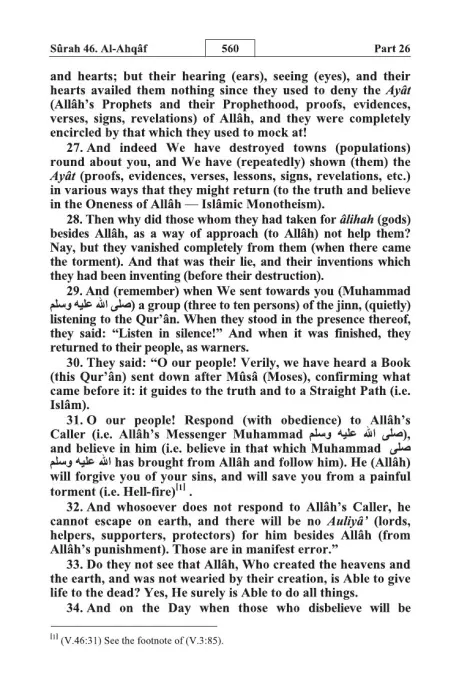 Sûrah 46. Al-Ahqâf 560 Part 26
and hearts; but their hearing (ears), seeing (eyes), and their
hearts availed them nothing since they used to deny the Ayât
(Allâh's Prophets and their Prophethood, proofs, evidences,
verses, signs, revelations) of Allâh, and they were completely
encircled by that which they used to mock at!
27. And indeed We have destroyed towns (populations)
round about you, and We have (repeatedly) shown (them) the
Ayât (proofs, evidences, verses, lessons, signs, revelations, etc.)
in various ways that they might return (to the truth and believe
in the Oneness of Allâh — Islâmic Monotheism).
28. Then why did those whom they had taken for âlihah (gods)
besides Allâh, as a way of approach (to Allâh) not help them?
Nay, but they vanished completely from them (when there came
the torment). And that was their lie, and their inventions which
they had been inventing (before their destruction).
29. And (remember) when We sent towards you (Muhammad
صلى الله عليه وسلم) a group (three to ten persons) of the jinn, (quietly)
listening to the Qur'ân. When they stood in the presence thereof,
they said: “Listen in silence!” And when it was finished, they
returned to their people, as warners.
30. They said: “O our people! Verily, we have heard a Book
(this Qur'ân) sent down after Mûsâ (Moses), confirming what
came before it: it guides to the truth and to a Straight Path (i.e.
Islâm).
31. O our people! Respond (with obedience) to Allâh's
Caller (i.e. Allâh's Messenger Muhammad صلى الله عليه وسلم),
and believe in him (i.e. believe in that which Muhammad صلى
الله عليه وسلم has brought from Allâh and follow him). He (Allâh)
will forgive you of your sins, and will save you from a painful
torment (i.e. Hell-fire)[1] .
32. And whosoever does not respond to Allâh's Caller, he
cannot escape on earth, and there will be no Auliyâ' (lords,
helpers, supporters, protectors) for him besides Allâh (from
Allâh's punishment). Those are in manifest error.”
33. Do they not see that Allâh, Who created the heavens and
the earth, and was not wearied by their creation, is Able to give
life to the dead? Yes, He surely is Able to do all things.
34. And on the Day when those who disbelieve will be
[1] (V.46:31) See the footnote of (V.3:85).